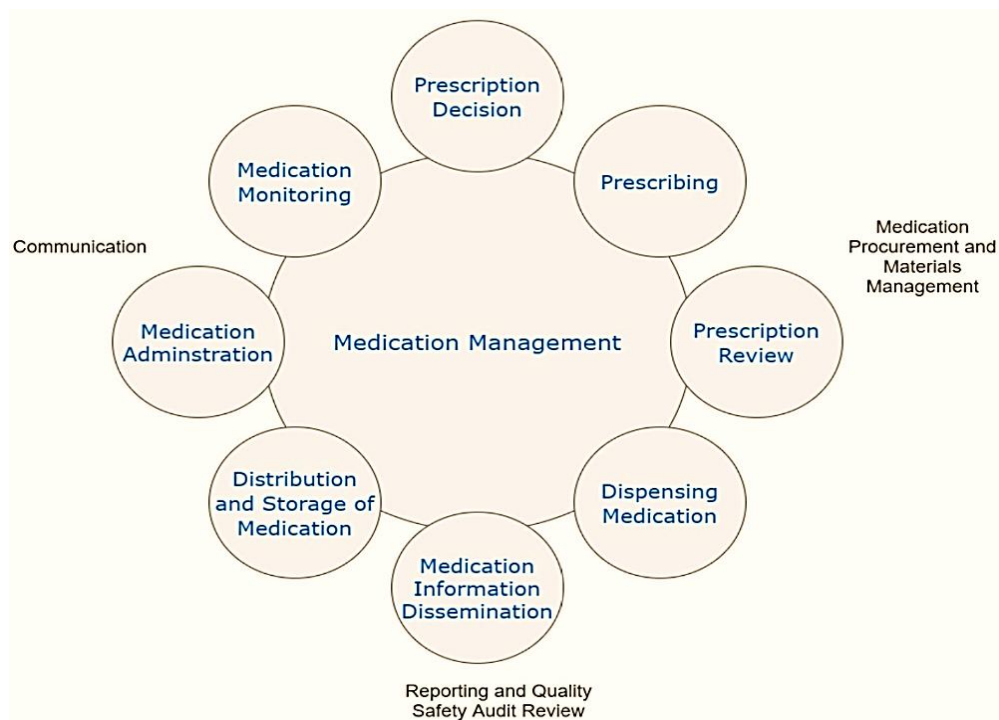 Prescription
Decision
Prescribing
Medication
Procurement and
Materials
Management
Prescription
Review
Dispensing
Medication
Medication
Information
Dissemination
Reporting and Quality
Safety Audit Review
Distribution
and Storage of
Medication
Medication
Adminstration
Communication
Medication
Monitoring
Medication Management